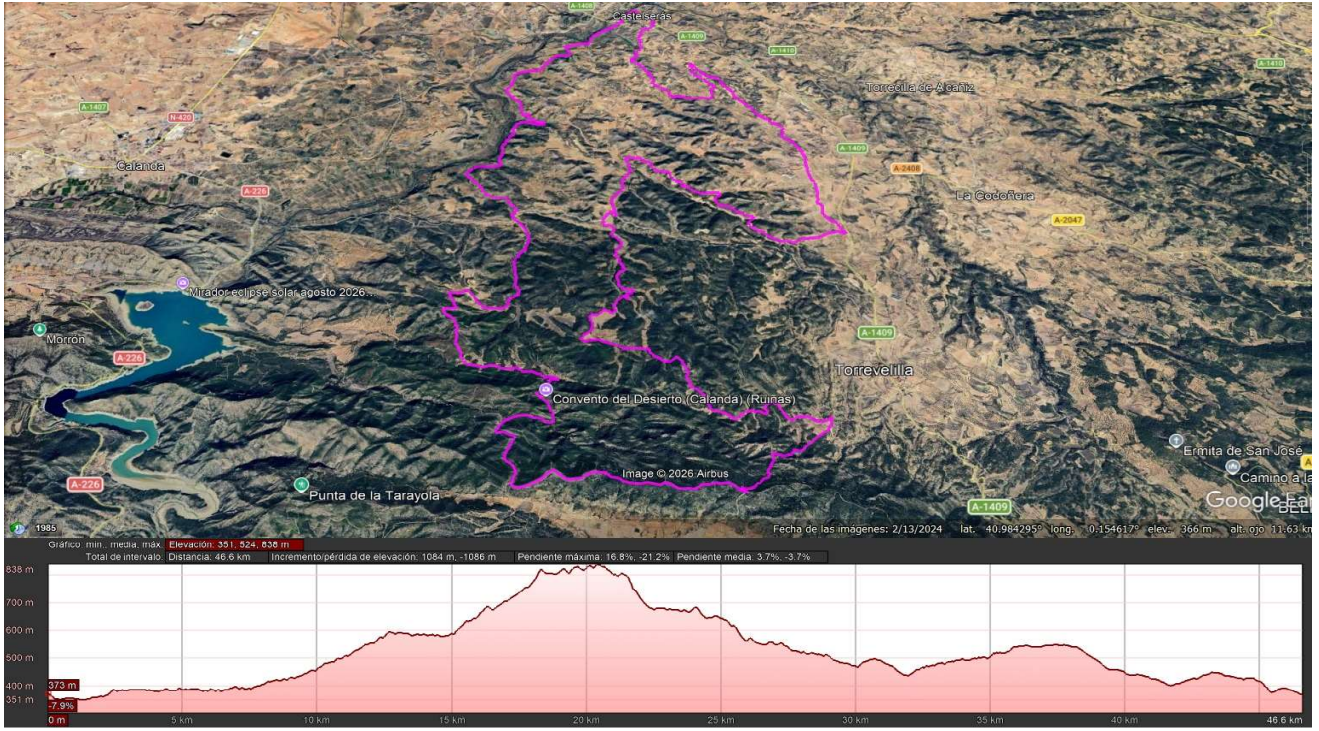 A-1408
Castelserás
A-1409
A-1410
A-1410
Torrecilla de Alcañiz
A-1407
N-420
A-1409
Calanda
A-2408
A-226
La Codoñera
A-2047
Mirador eclipse solar agosto 2026...
Morrón
A-226
A-1409
Torrevelilla
Convento del Desierto (Calanda) (Ruinas)
Ermita de San José
Image © 2026 Airbus
Camino a la
A-226
Punta de la Tarayola
Google Ear
A-1409
BEL
1985
Fecha de las imágenes: 2/13/2024 lat. 40.984295° long. 0.154617° elev. 366 m alt. ojo 11.63 km
Gráfico: mín., media, máx. Elevación: 351, 524, 838 m
Total de intervalo: Distancia: 46.6 km Incremento/pérdida de elevación: 1084 m, -1086 m Pendiente máxima: 16.8%, -21.2% Pendiente media: 3.7%, -3.7%
838 m
700 m
600 m
500 m
400 m
373 m
351 m
-7.9%
0 m 5 km 10 km 15 km 20 km 25 km 30 km 35 km 40 km 46.6 km